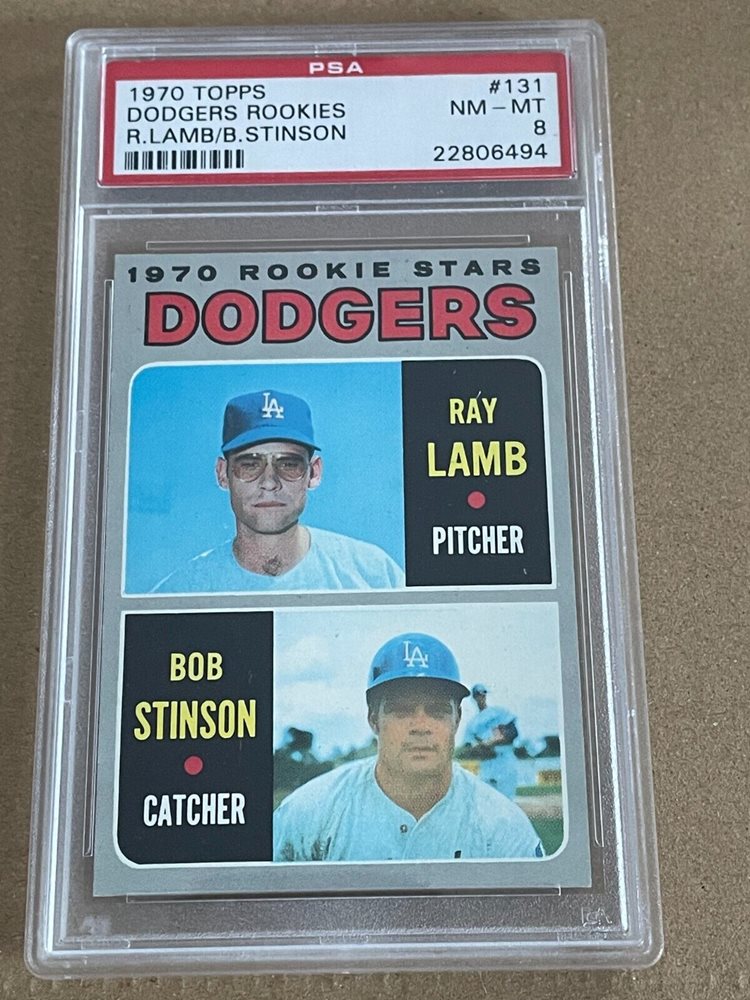 PSA
1970 TOPPS #131
DODGERS ROOKIES NM - MT
R.LAMB/B.STINSON 8
22806494
1970 ROOKIE STARS
DODGERS
LA
RAY
LAMB
PITCHER
BOB
STINSON
CATCHER
LA